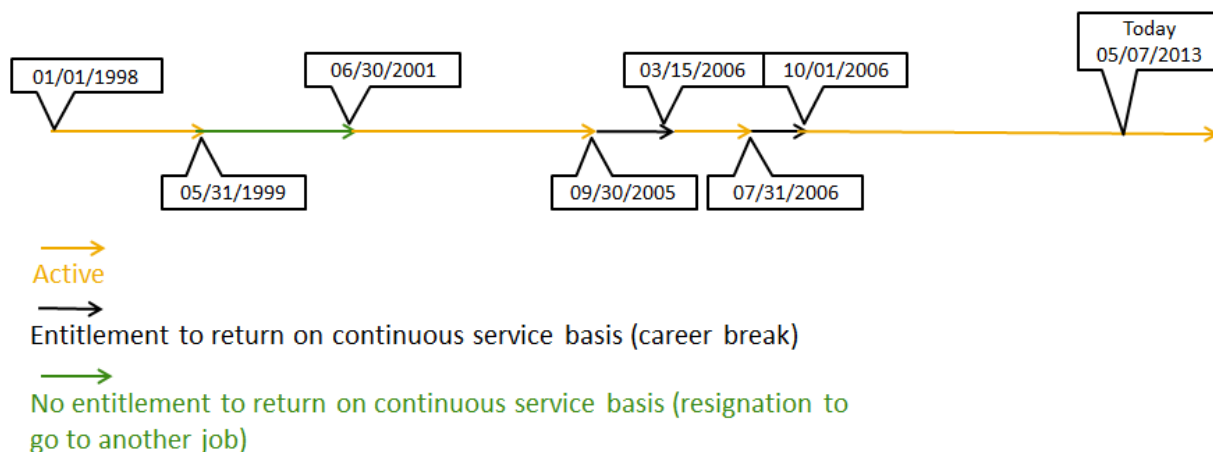 Today
05/07/2013
01/01/1998
06/30/2001
03/15/2006
10/01/2006
05/31/1999
09/30/2005
07/31/2006
Active
Entitlement to return on continuous service basis (career break)
No entitlement to return on continuous service basis (resignation to
go to another job)